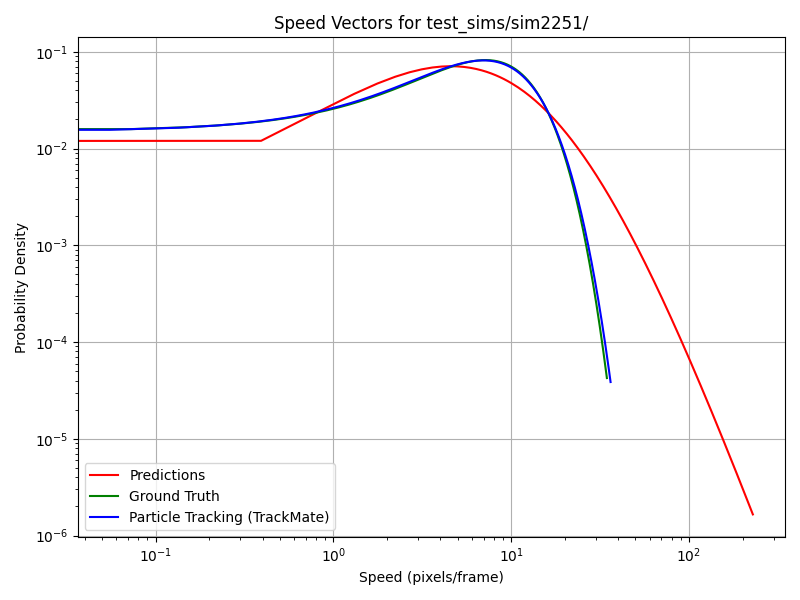 Speed Vectors for test_sims/sim2251/
Probability Density
10⁻¹
10⁻²
10⁻³
10⁻⁴
10⁻⁵
10⁻⁶
Predictions
Ground Truth
Particle Tracking (TrackMate)
10⁻¹
10⁰
10¹
10²
Speed (pixels/frame)